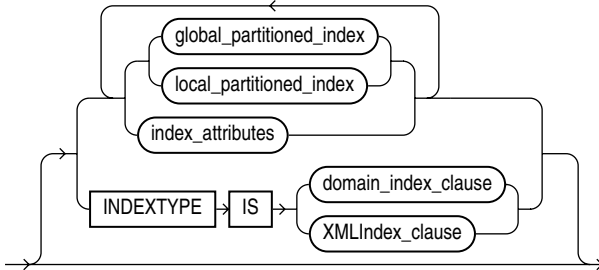 global_partitioned_index
local_partitioned_index
index_attributes
domain_index_clause
INDEXTYPE IS
XMLIndex_clause